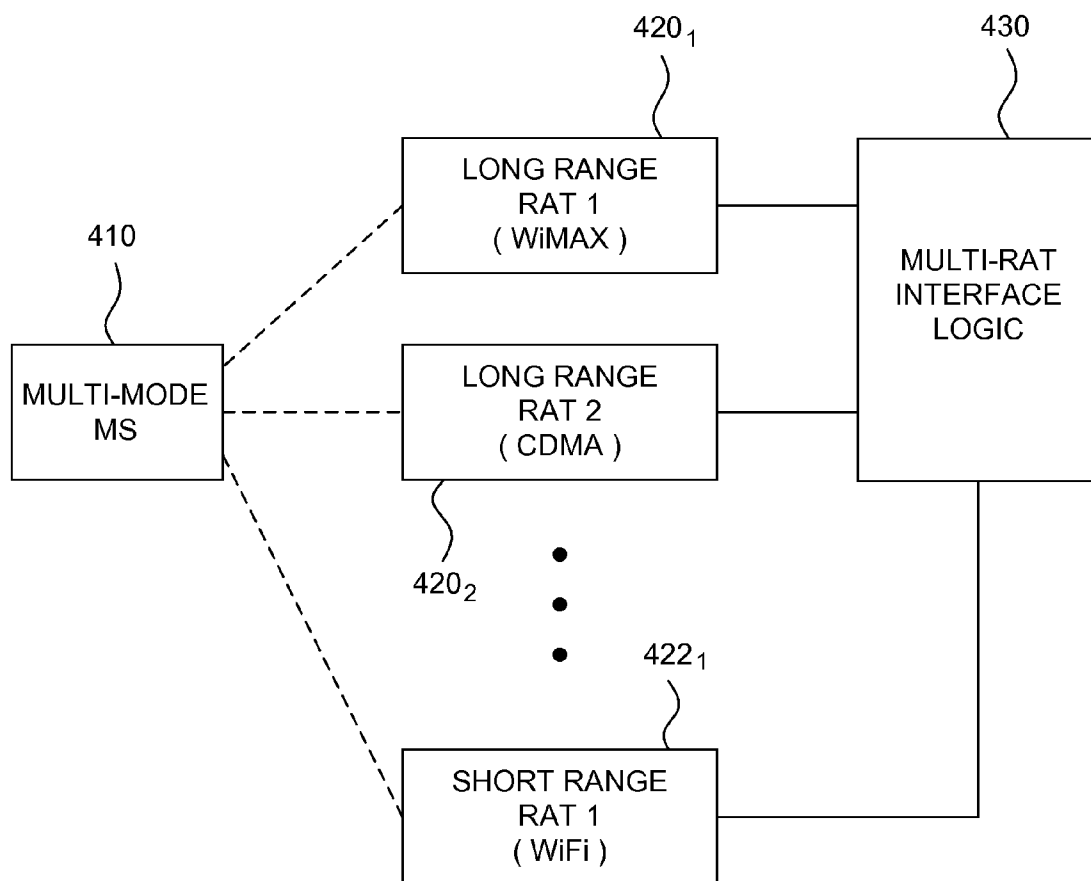 420₁
430
LONG RANGE
RAT 1
( WiMAX )
410
MULTI-RAT
INTERFACE
LOGIC
MULTI-MODE
MS
LONG RANGE
RAT 2
( CDMA )
420₂
422₁
SHORT RANGE
RAT 1
( WiFi )